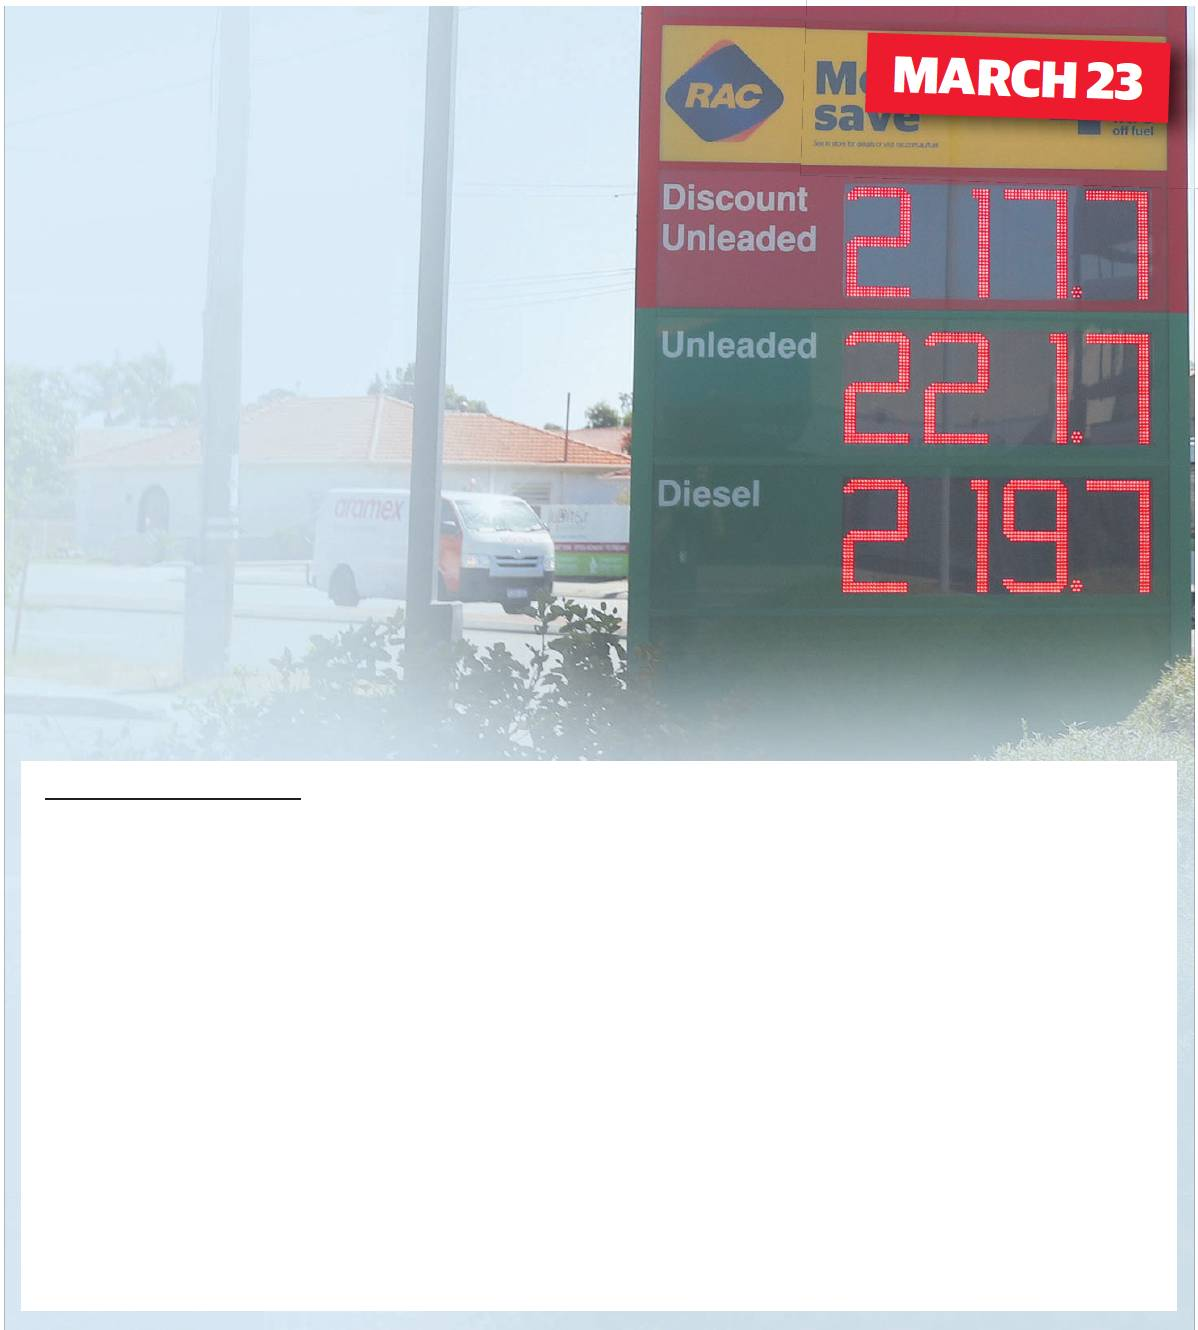 MARCH 23
RAC
save
off fuel
Discount
Unleaded
217.7
Unleaded
221.7
Diesel
219.7
aramex